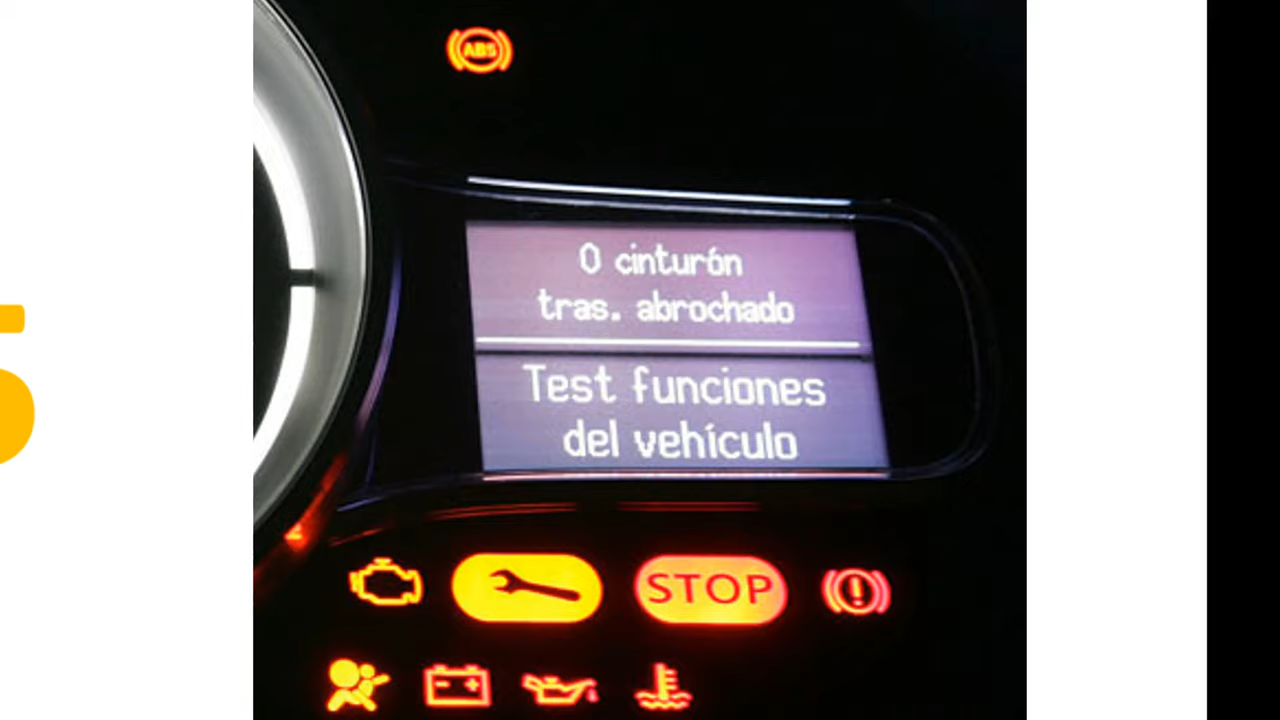 ABS
0 cinturón
tras. abrochado
Test funciones
del vehículo
STOP